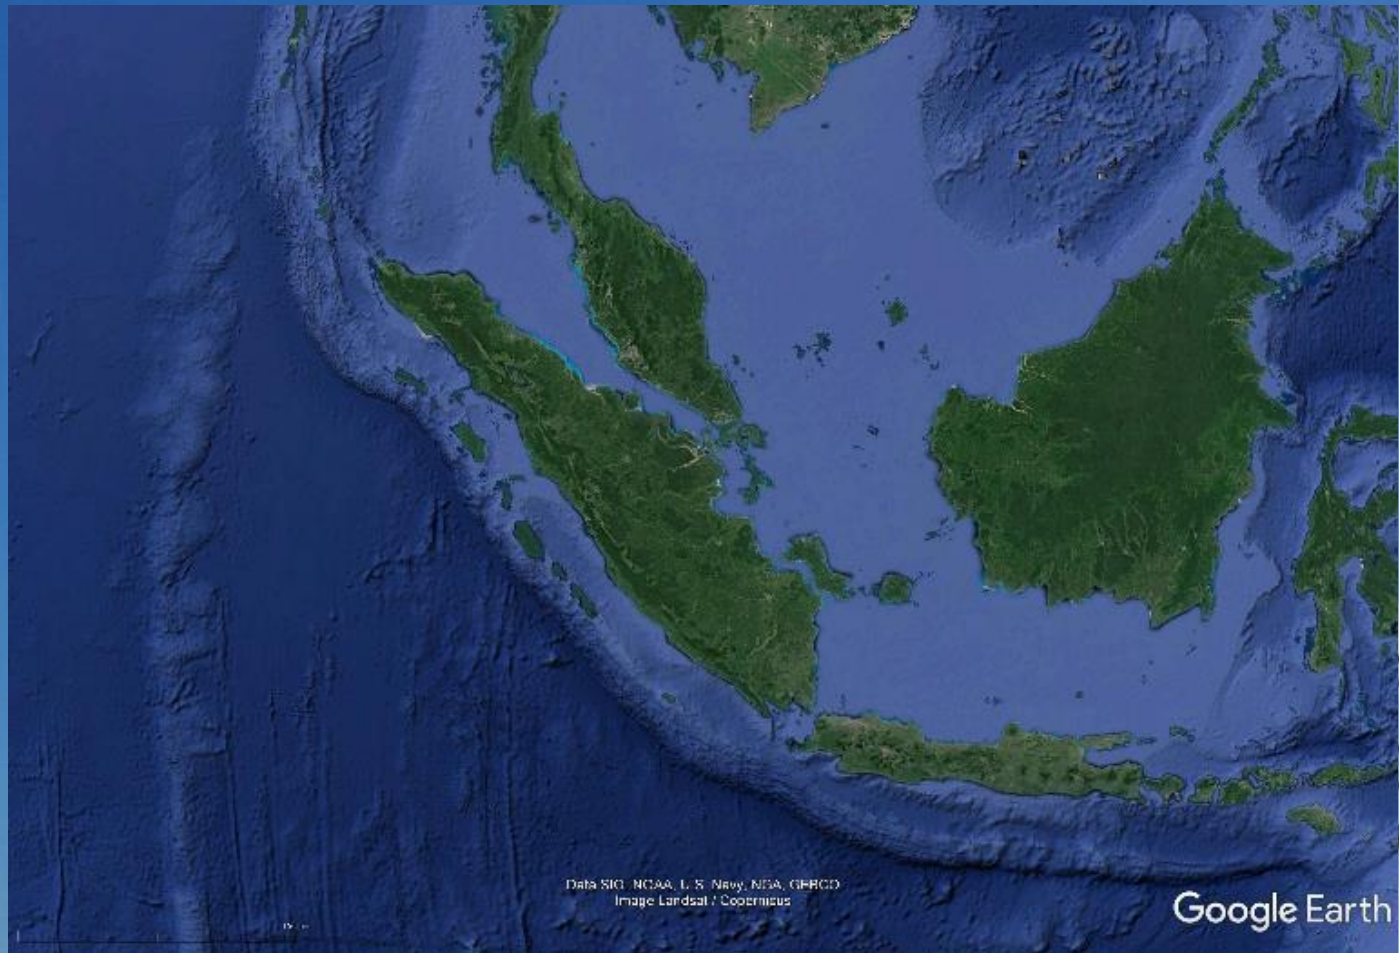 Data SIO, NOAA, U.S. Navy, NGA, GEBCO
Image Landsat / Copernicus
Google Earth